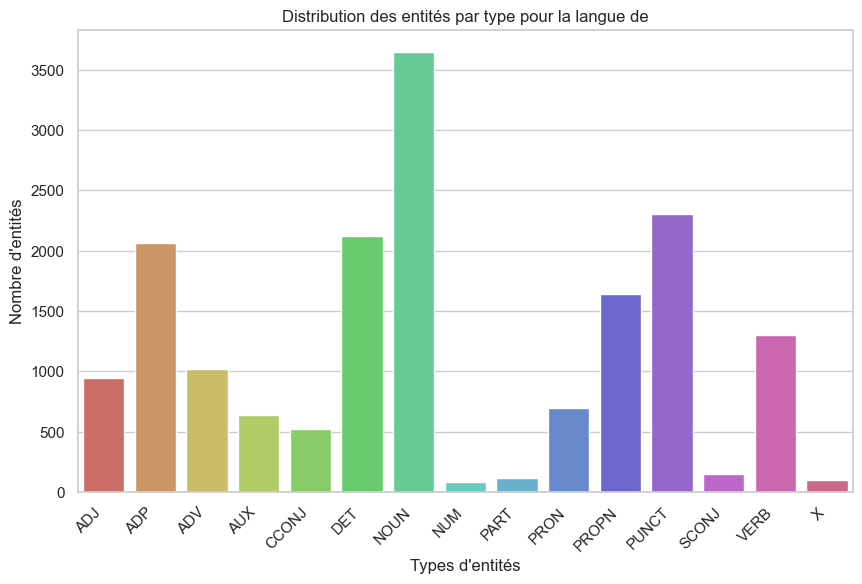 Distribution des entités par type pour la langue de
Nombre d'entités
3500
3000
2500
2000
1500
1000
500
0
ADJ
ADP
ADV
AUX
CCONJ
DET
NOUN
NUM
PART
PRON
PROPN
PUNCT
SCONJ
VERB
X
Types d'entités